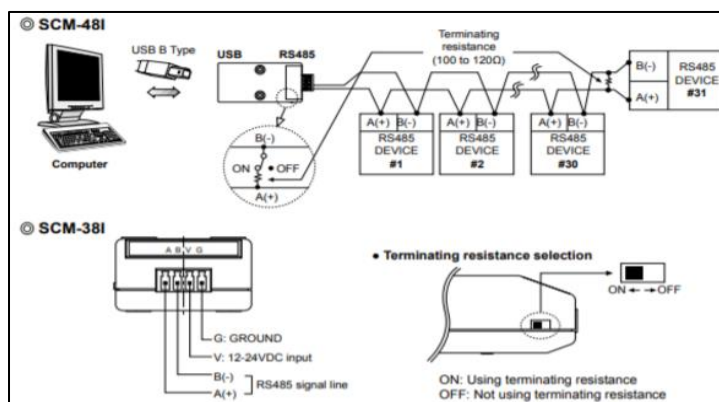 ◎ SCM-48I
USB B Type
USB
RS485
Terminating
resistance
(100 to 120Ω)
B(-)
A(+)
RS485
DEVICE
#31
Computer
B(-)
ON
OFF
A(+)
A(+) B(-)
RS485
DEVICE
#1
A(+) B(-)
RS485
DEVICE
#2
A(+) B(-)
RS485
DEVICE
#30
◎ SCM-38I
A B V G
G: GROUND
V: 12-24VDC input
B(-)
A(+)
RS485 signal line
• Terminating resistance selection
ON ← → OFF
ON: Using terminating resistance
OFF: Not using terminating resistance